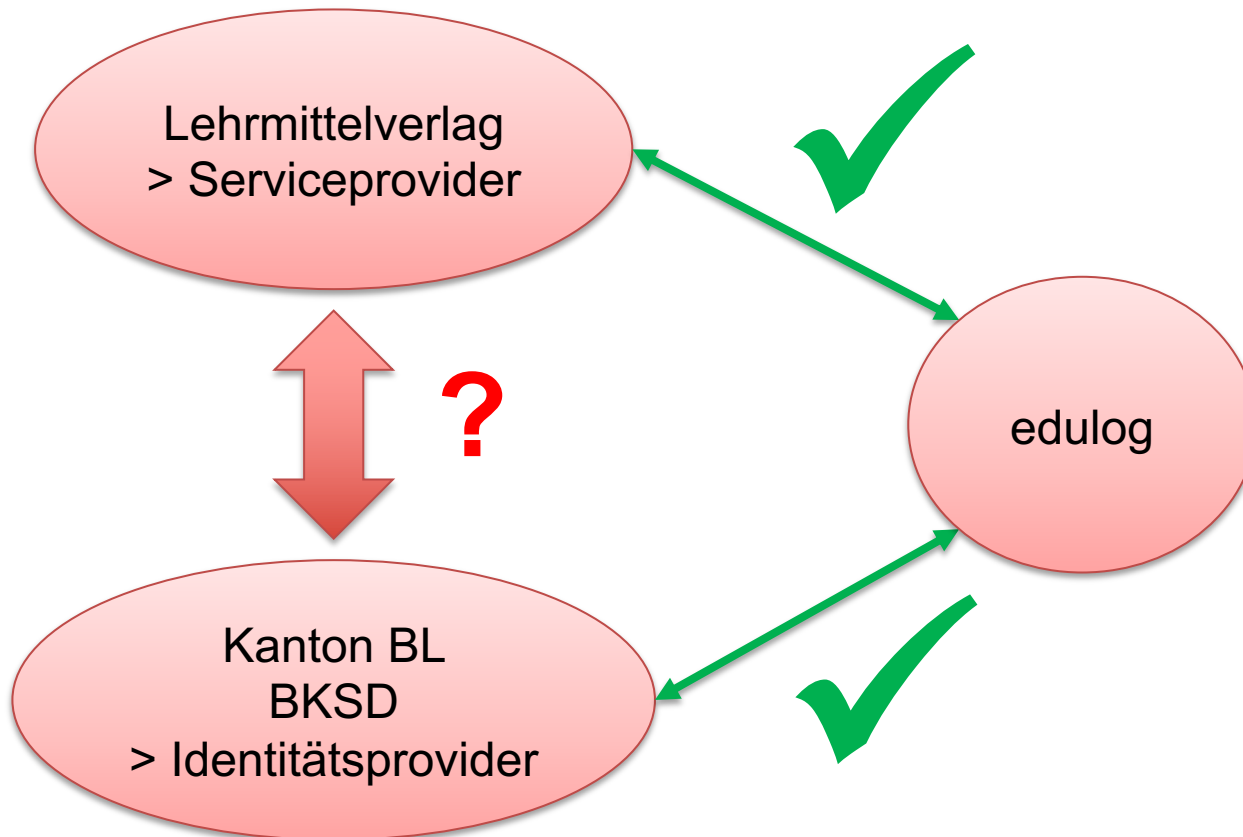 Lehrmittelverlag
> Serviceprovider
?
edulog
Kanton BL
BKSD
> Identitätsprovider